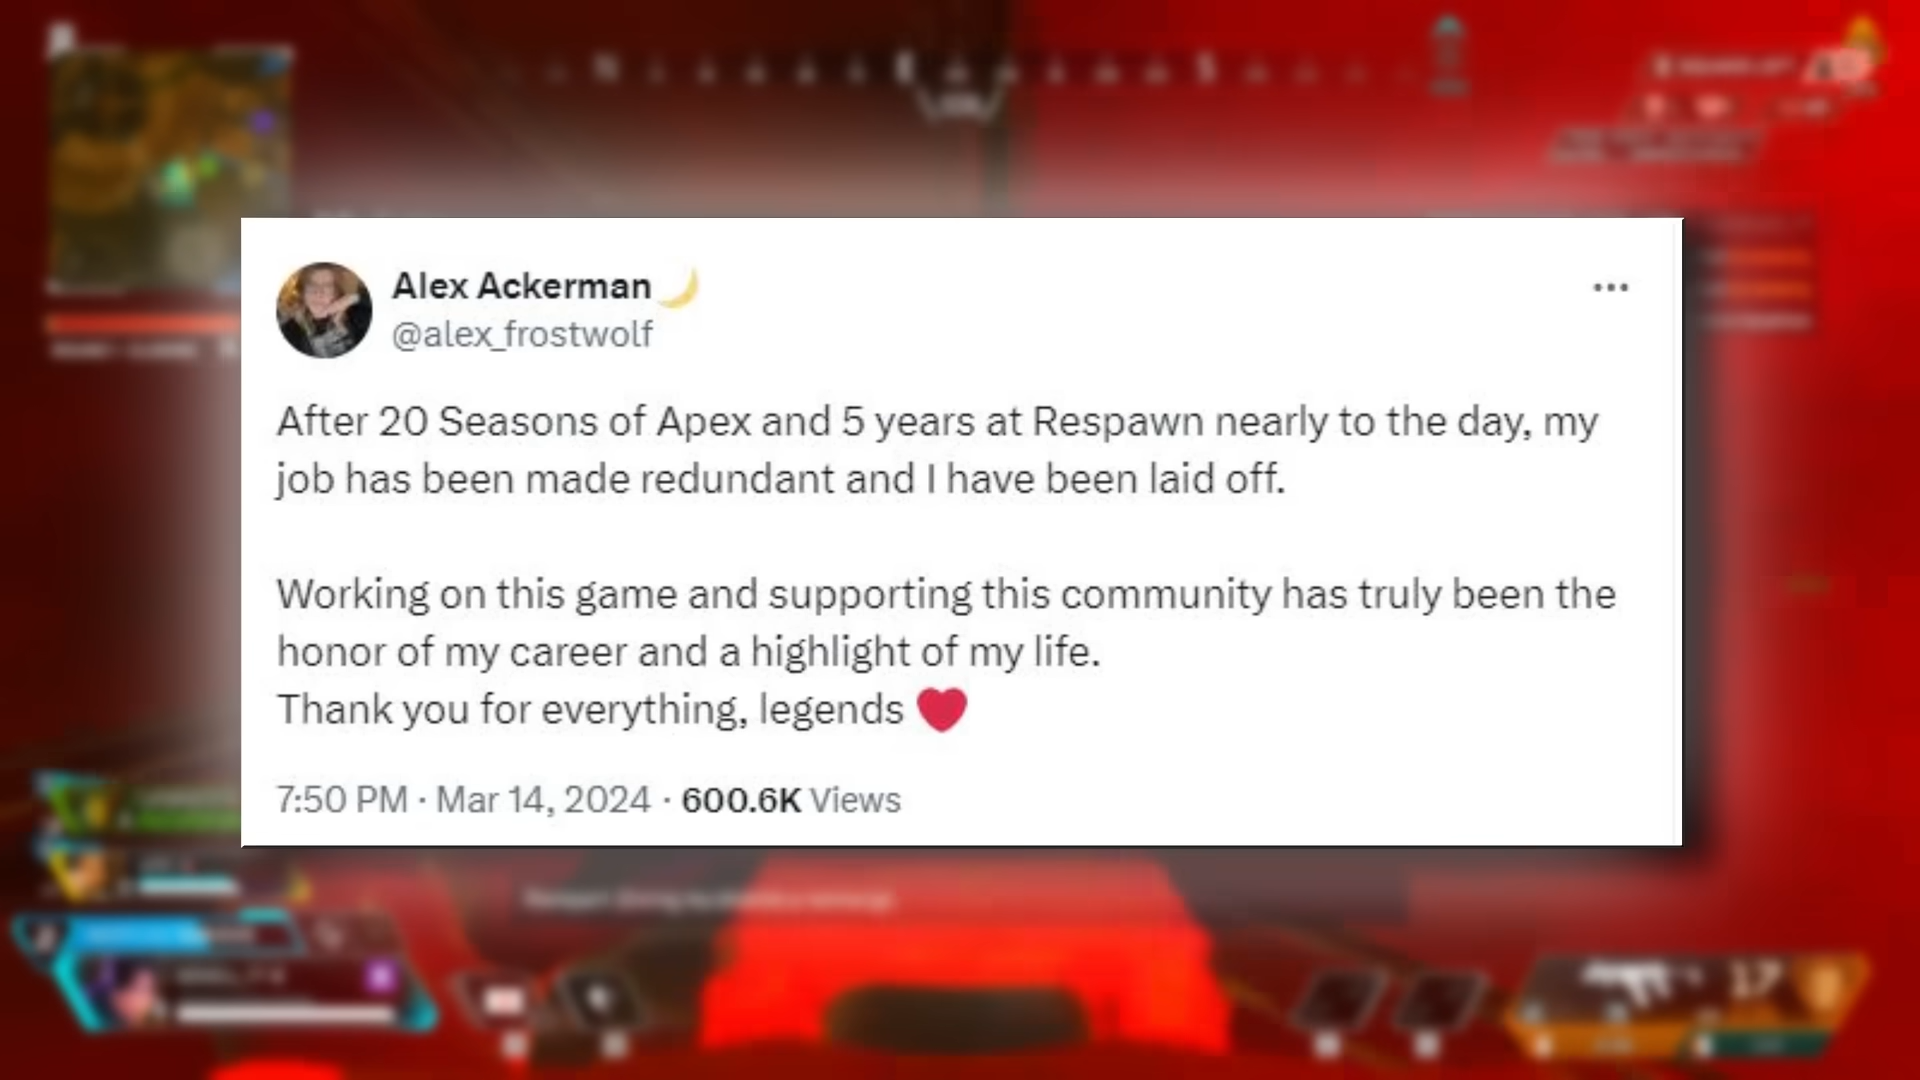 Alex Ackerman🌙
@alex_frostwolf
After 20 Seasons of Apex and 5 years at Respawn nearly to the day, my
job has been made redundant and I have been laid off.
Working on this game and supporting this community has truly been the
honor of my career and a highlight of my life.
Thank you for everything, legends ❤️
7:50 PM · Mar 14, 2024 · 600.6K Views
N
E
S
17